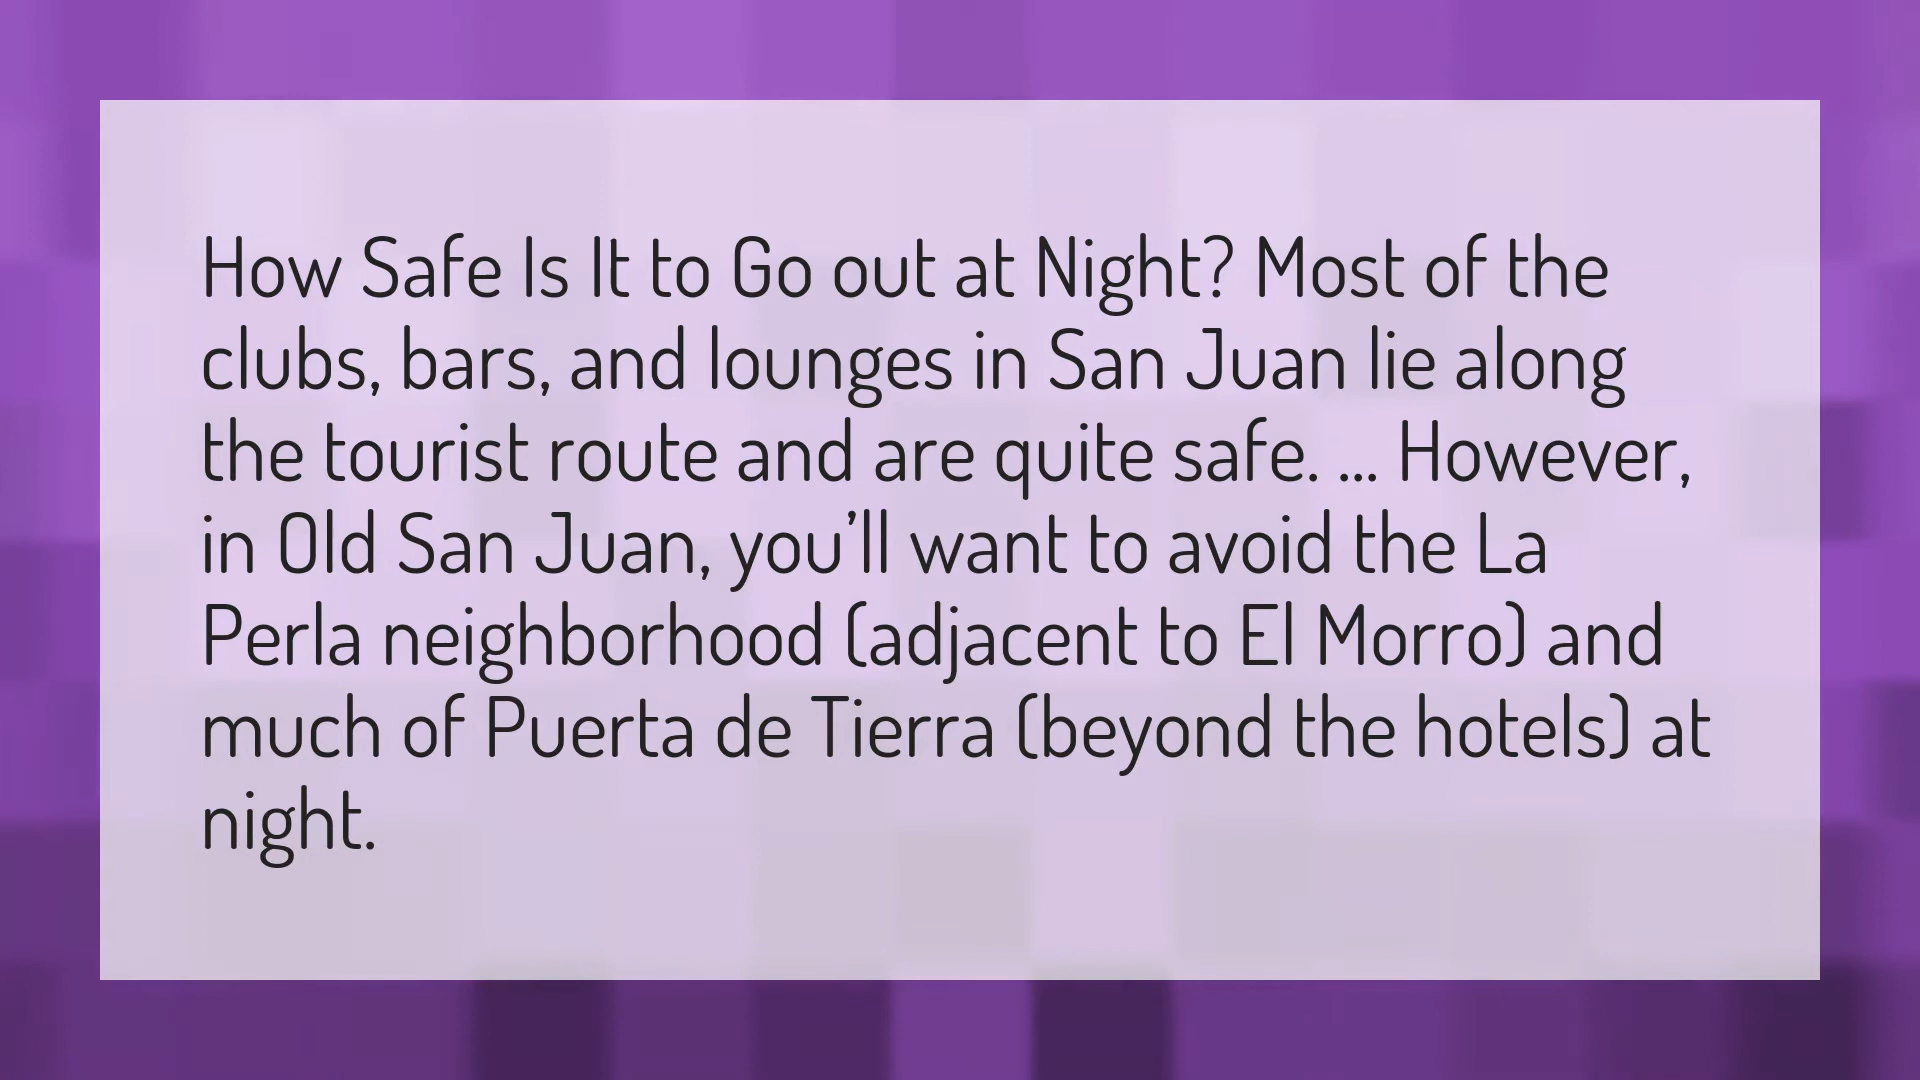 How Safe Is It to Go out at Night? Most of the
clubs, bars, and lounges in San Juan lie along
the tourist route and are quite safe. ... However,
in Old San Juan, you’ll want to avoid the La
Perla neighborhood (adjacent to El Morro) and
much of Puerta de Tierra (beyond the hotels) at
night.